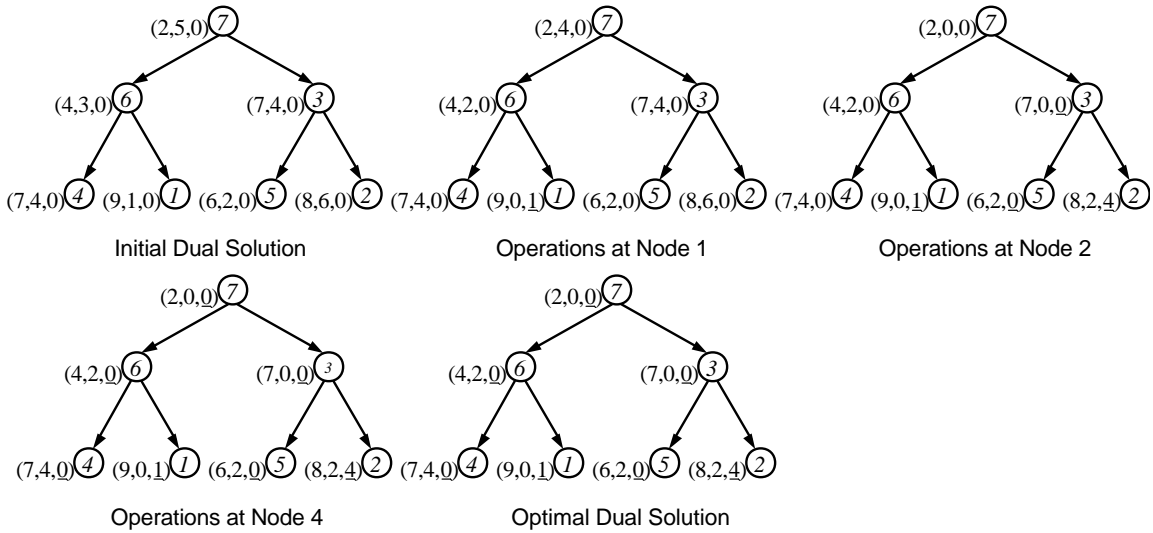 (2,5,0) 7 (2,4,0) 7 (2,0,0) 7
(4,3,0) 6 (7,4,0) 3 (4,2,0) 6 (7,4,0) 3 (4,2,0) 6 (7,0,0) 3
(7,4,0) 4 (9,1,0) 1 (6,2,0) 5 (8,6,0) 2 (7,4,0) 4 (9,0,1) 1 (6,2,0) 5 (8,6,0) 2 (7,4,0) 4 (9,0,1) 1 (6,2,0) 5 (8,2,4) 2
Initial Dual Solution Operations at Node 1 Operations at Node 2
(2,0,0) 7 (2,0,0) 7
(4,2,0) 6 (7,0,0) 3 (4,2,0) 6 (7,0,0) 3
(7,4,0) 4 (9,0,1) 1 (6,2,0) 5 (8,2,4) 2 (7,4,0) 4 (9,0,1) 1 (6,2,0) 5 (8,2,4) 2
Operations at Node 4 Optimal Dual Solution